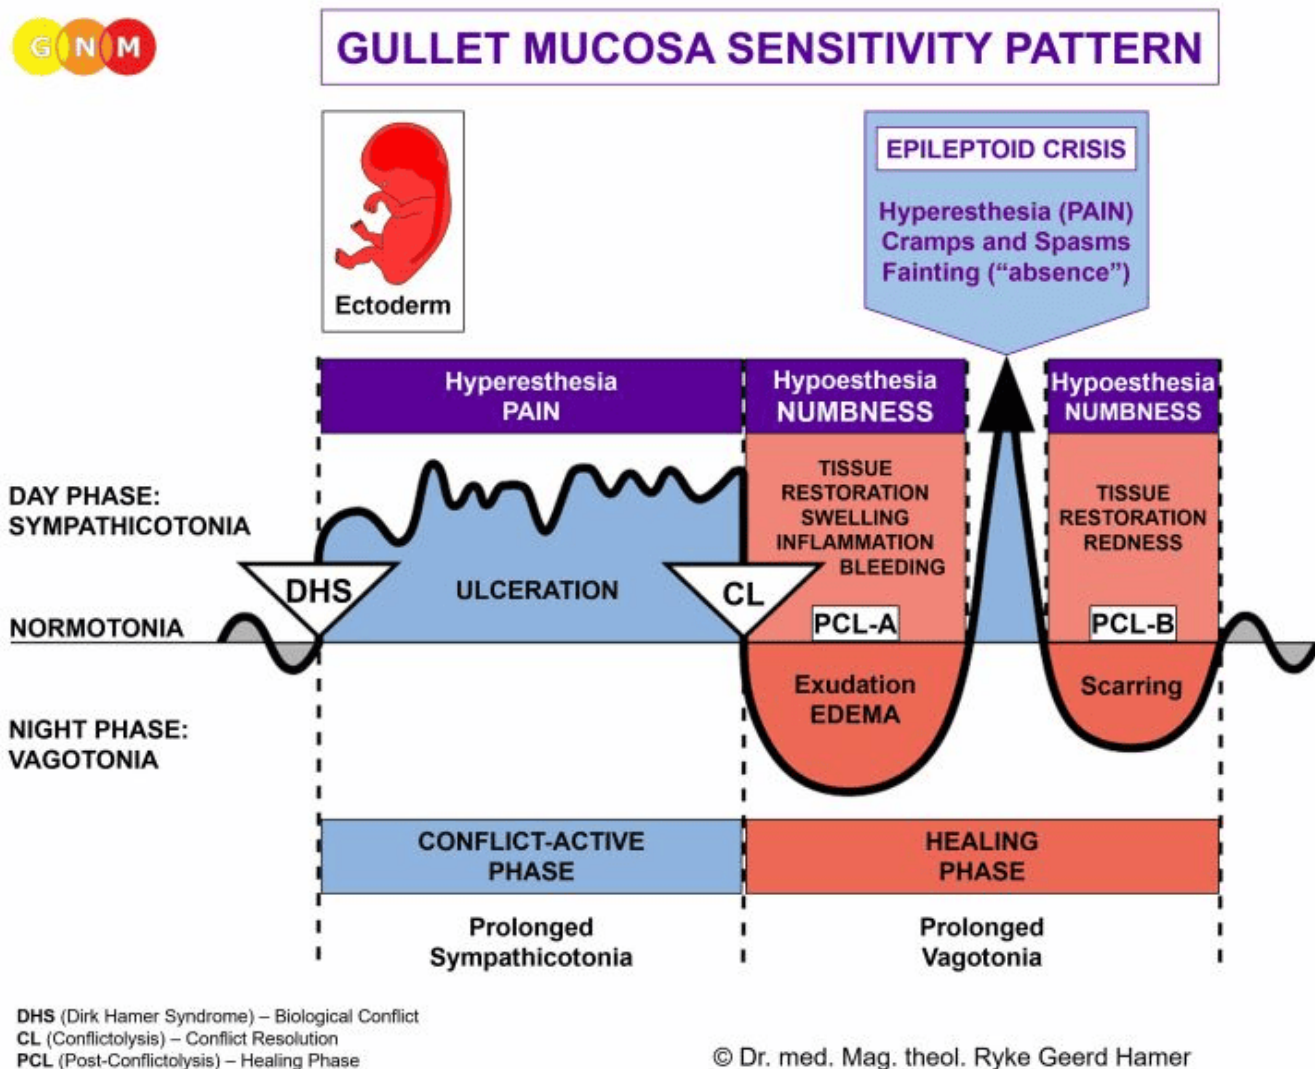 GNM
GULLET MUCOSA SENSITIVITY PATTERN
Ectoderm
EPILEPTOID CRISIS
Hyperesthesia (PAIN)
Cramps and Spasms
Fainting (“absence”)
Hyperesthesia
PAIN
Hypoesthesia
NUMBNESS
Hypoesthesia
NUMBNESS
DAY PHASE:
SYMPATHICOTONIA
TISSUE
RESTORATION
SWELLING
INFLAMMATION
BLEEDING
TISSUE
RESTORATION
REDNESS
DHS
ULCERATION
CL
NORMOTONIA
PCL-A
PCL-B
Exudation
EDEMA
Scarring
NIGHT PHASE:
VAGOTONIA
CONFLICT-ACTIVE
PHASE
HEALING
PHASE
Prolonged
Sympathicotonia
Prolonged
Vagotonia
DHS (Dirk Hamer Syndrome) – Biological Conflict
CL (Conflictolysis) – Conflict Resolution
PCL (Post-Conflictolysis) – Healing Phase
© Dr. med. Mag. theol. Ryke Geerd Hamer